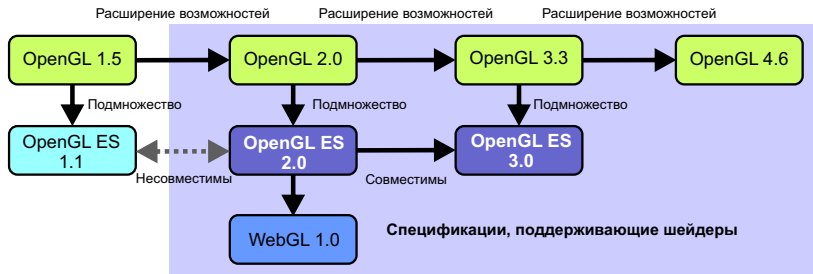 Расширение возможностей
Расширение возможностей
Расширение возможностей
OpenGL 1.5
OpenGL 2.0
OpenGL 3.3
OpenGL 4.6
Подмножество
Подмножество
Подмножество
OpenGL ES
1.1
OpenGL ES
2.0
OpenGL ES
3.0
Несовместимы
Совместимы
WebGL 1.0
Спецификации, поддерживающие шейдеры